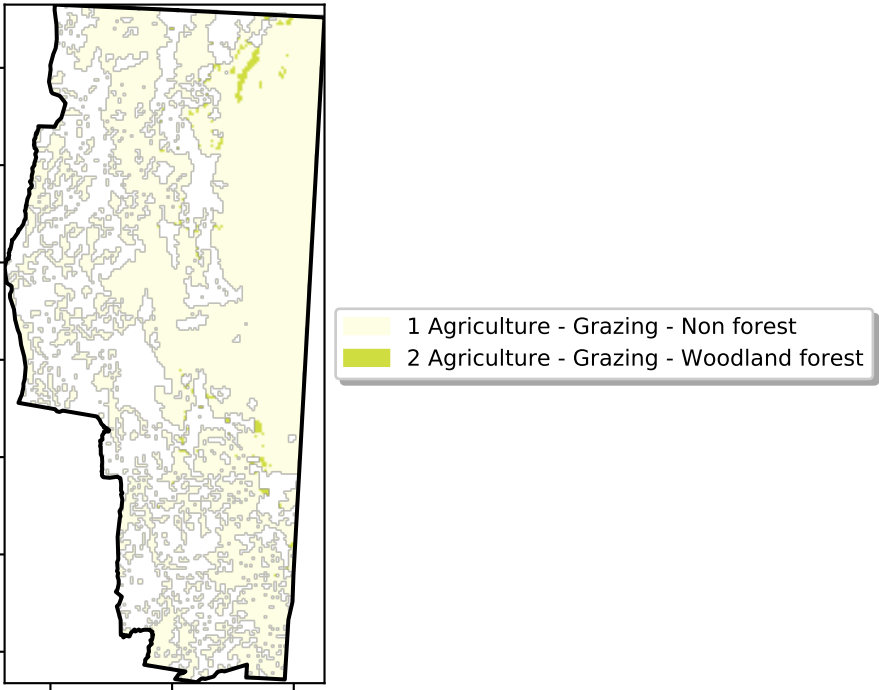 1 Agriculture - Grazing - Non forest
2 Agriculture - Grazing - Woodland forest